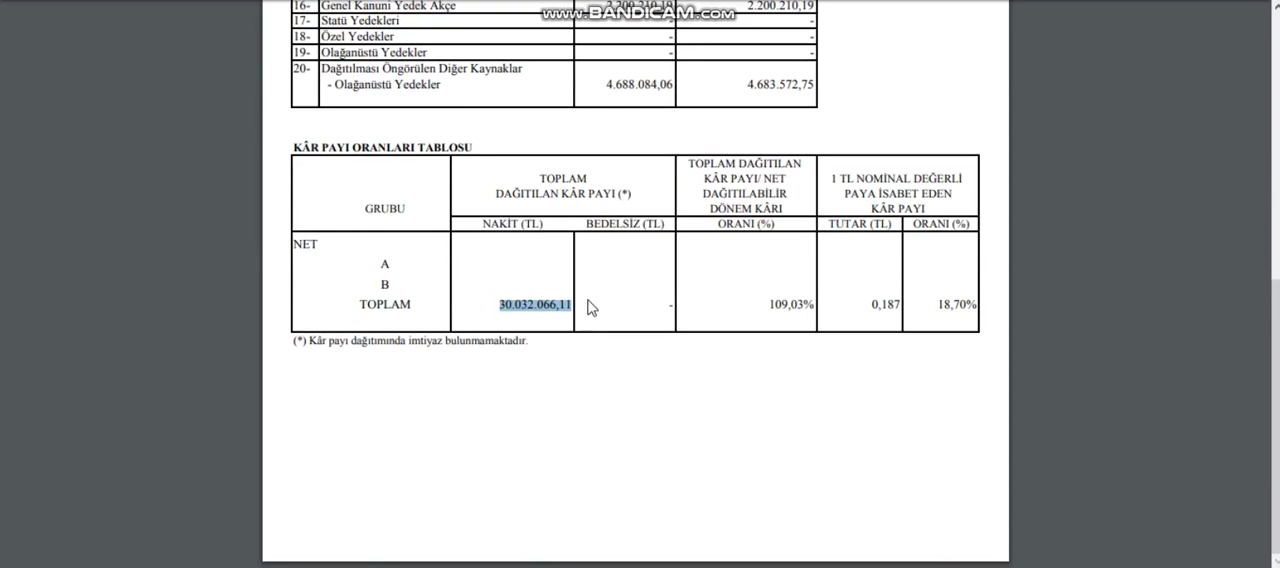 www.BANDICAM.com
16- Genel Kanuni Yedek Akçe 2.200.210,19 2.200.210,19
17- Statü Yedekleri - -
18- Özel Yedekler - -
19- Olağanüstü Yedekler - -
20- Dağıtılması Öngörülen Diğer Kaynaklar
- Olağanüstü Yedekler 4.688.084,06 4.683.572,75
KÂR PAYI ORANLARI TABLOSU
GRUBU
TOPLAM
DAĞITILAN KÂR PAYI (*)
TOPLAM DAĞITILAN
KÂR PAYI/ NET
DAĞITILABİLİR
DÖNEM KÂRI
1 TL NOMİNAL DEĞERLİ
PAYA İSABET EDEN
KÂR PAYI
NAKİT (TL) BEDELSİZ (TL) ORANI (%) TUTAR (TL) ORANI (%)
NET
A
B
TOPLAM 30.032.066,11 - 109,03% 0,187 18,70%
(*) Kâr payı dağıtımında imtiyaz bulunmamaktadır.